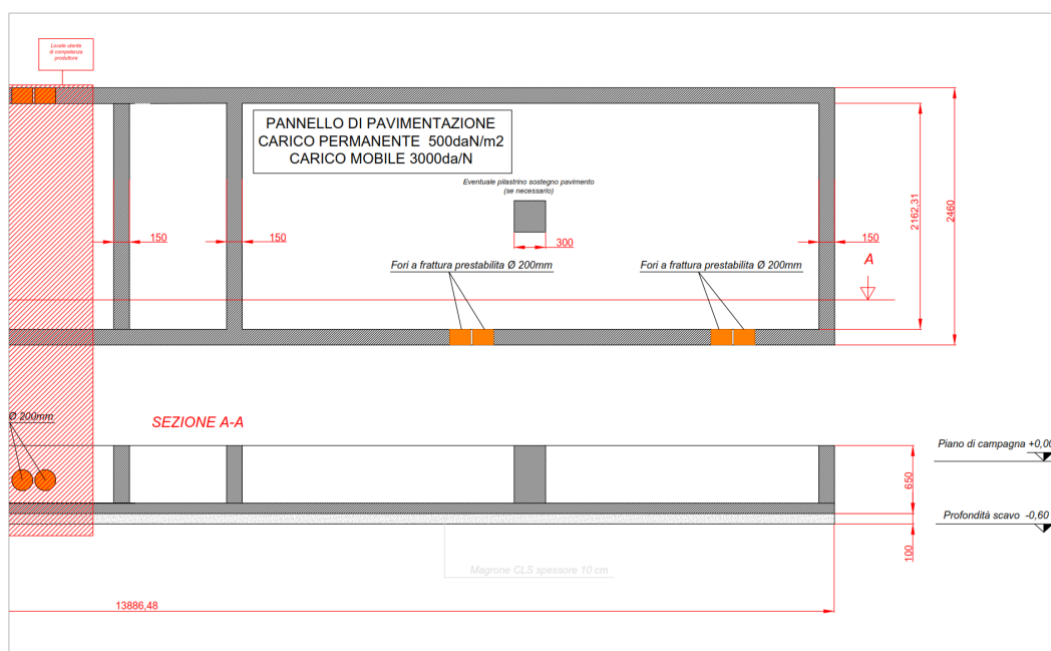 Locale utente
di competenza
produttore
PANNELLO DI PAVIMENTAZIONE
CARICO PERMANENTE 500daN/m2
CARICO MOBILE 3000da/N
Eventuale pilastrino sostegno pavimento
(se necessario)
300
150
150
150
2162,31
2460
A
Fori a frattura prestabilita Ø 200mm
Fori a frattura prestabilita Ø 200mm
Ø 200mm
SEZIONE A-A
Piano di campagna +0,00
650
Profondità scavo -0,60
100
Magrone CLS spessore 10 cm
13886,48